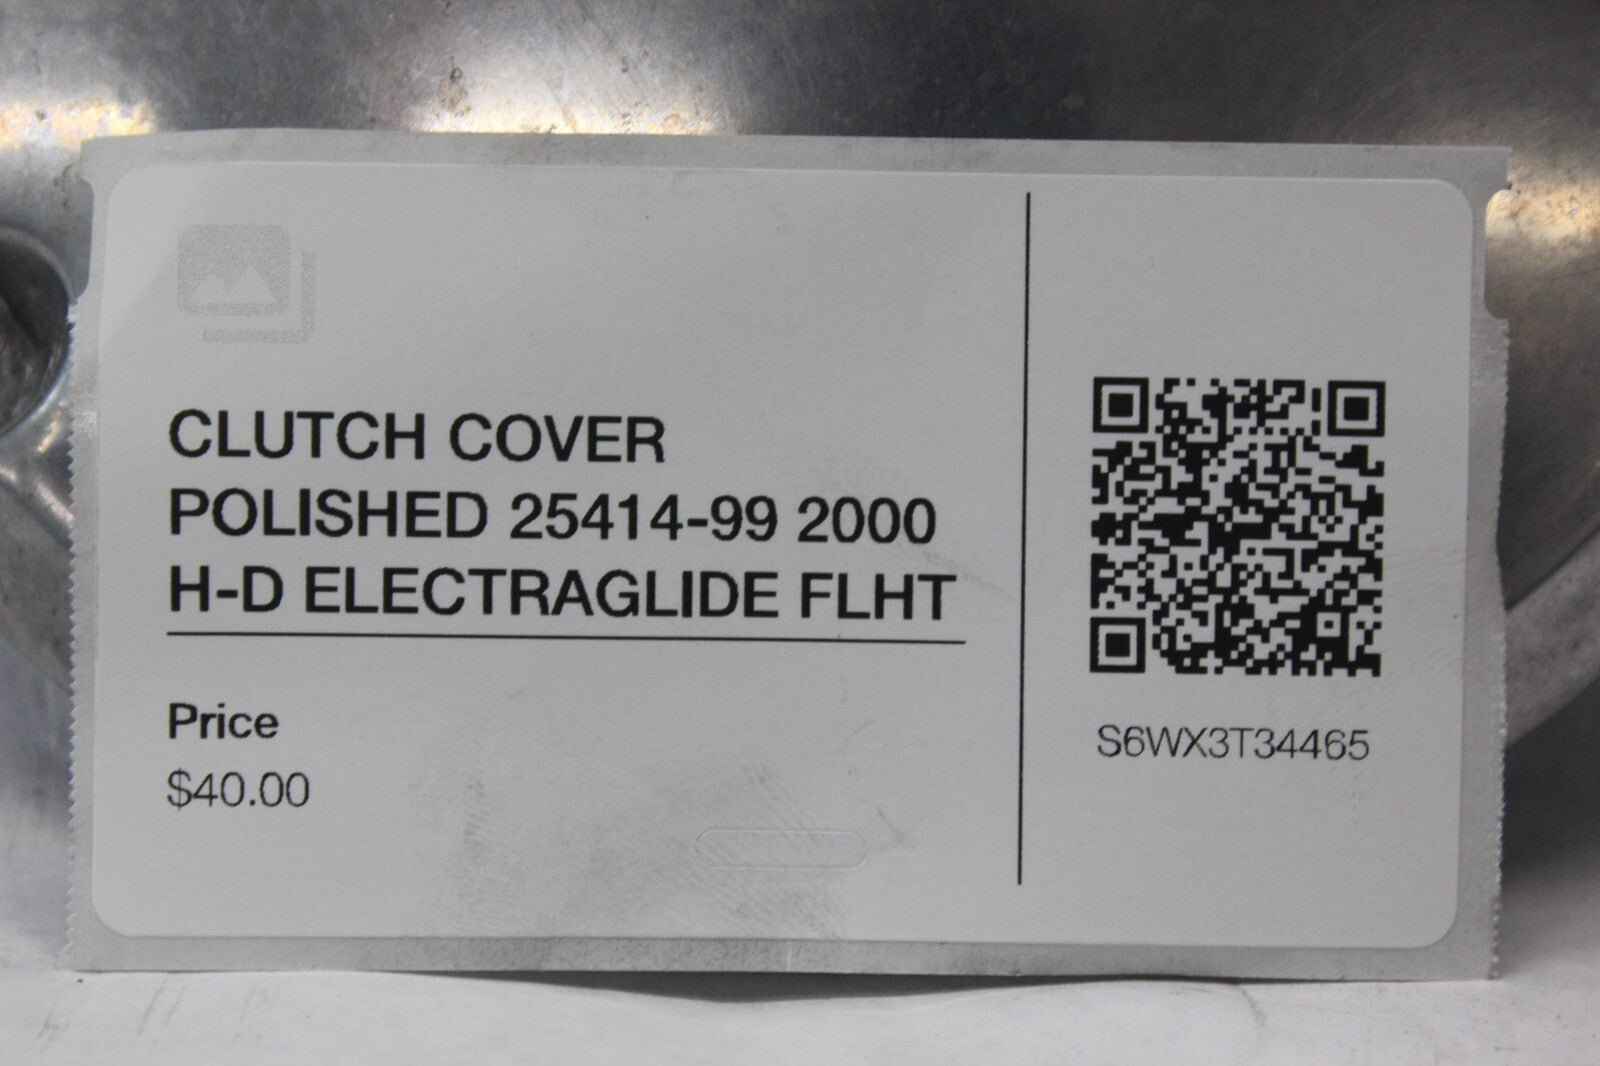 CLUTCH COVER
POLISHED 25414-99 2000
H-D ELECTRAGLIDE FLHT
Price
$40.00
S6WX3T34465